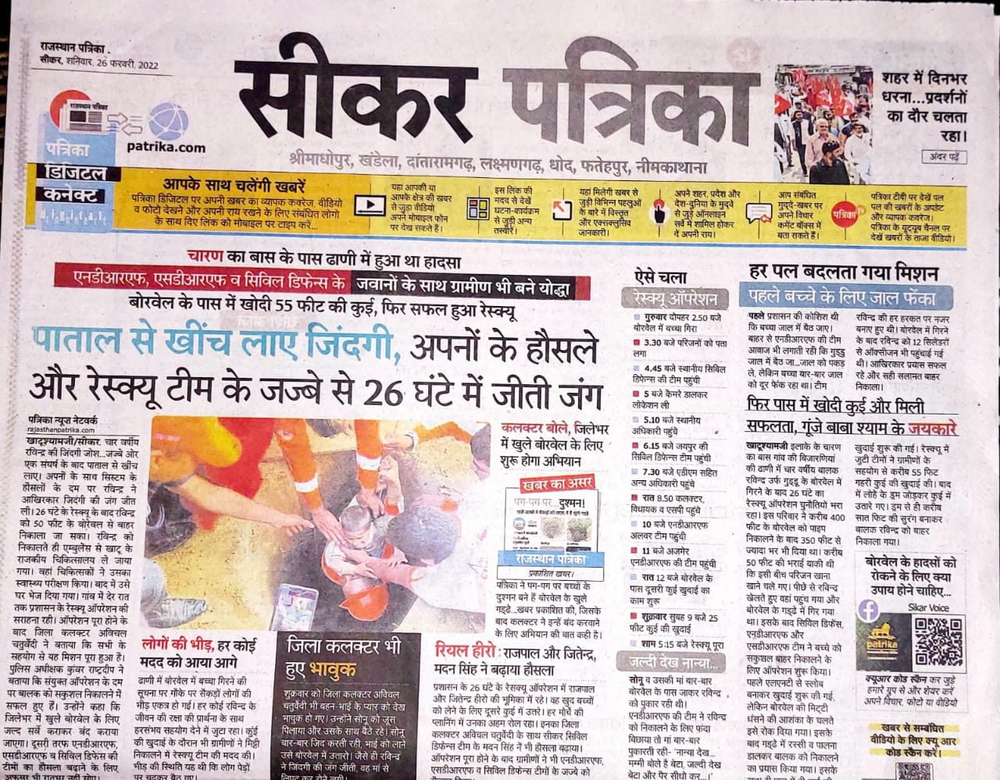 राजस्थान पत्रिका .
सीकर, शनिवार, 26 फरवरी, 2022
सीकर पत्रिका
श्रीमाधोपुर, खंडेला, दांतारामगढ़, लक्ष्मणगढ़, धोद, फतेहपुर, नीमकाथाना
शहर में दिनभर
धरना...प्रदर्शनों
का दौर चलता
रहा।
अंदर पढ़ें
राजस्थान पत्रिका
patrika.com
पत्रिका
डिजिटल
कनेक्ट
digital
आपके साथ चलेंगी खबरें
पत्रिका डिजिटल पर अपनी खबर का व्यापक कवरेज, वीडियो
व फोटो देखने और अपनी राय रखने के लिए संबंधित लोगो
के साथ दिए लिंक को मोबाइल पर टाइप करे...
यहां आपकी या
आपके क्षेत्र की खबर
से जुड़ा वीडियो
अपने मोबाइल फोन
पर देख सकते हैं।
इस लिंक की
मदद से देखें
घटना-कार्यक्रम
से जुड़ी अन्य
तस्वीरें।
यहां मिलेगी खबर से
जुड़ी विभिन्न पहलुओं
के बारे में विस्तृत
और एक्सक्लूसिव
जानकारी।
अपने शहर, प्रदेश और
देश-दुनिया के मुद्दे
से जुड़ें ऑनलाइन
सर्वे में शामिल होकर
दें अपनी राय।
आप संबंधित
मुद्दे-खबर पर
अपने विचार
कमेंट बॉक्स में
बता सकते हैं।
पत्रिका
पत्रिका टीवी पर देखें पल
पल की खबरों के अपडेट
और व्यापक कवरेज।
पत्रिका के यूट्यूब चैनल पर
देखें खबरों के ताजा वीडियो।
चारण का बास के पास ढाणी में हुआ था हादसा
एनडीआरएफ, एसडीआरएफ व सिविल डिफेन्स के जवानों के साथ ग्रामीण भी बने योद्धा
बोरवेल के पास में खोदी 55 फीट की कुई, फिर सफल हुआ रेस्क्यू
पाताल से खींच लाए जिंदगी, अपनों के हौसले
और रेस्क्यू टीम के जज्बे से 26 घंटे में जीती जंग
पत्रिका न्यूज नेटवर्क
rajasthanpatrika.com
खाटूश्यामजी/सीकर. चार वर्षीय
रविन्द्र की जिंदगी जोश...जज्बे ओर
एक संघर्ष के बाद पाताल से खींच
लाए। अपनों के साथ सिस्टम के
हौसलों के दम पर रविन्द्र ने
आखिरकार जिदंगी की जंग जीत
ली। 26 घंटे के रेस्क्यू के बाद रविन्द्र
को 50 फीट के बोरवेल से बाहर
निकाला जा सका। रविन्द्र को
निकालते ही एम्बुलेंस से खाटू के
राजकीय चिकित्सालय ले जाया
गया। वहां चिकित्सकों ने उसका
स्वास्थ्य परीक्षण किया। बाद में उसे
घर भेज दिया गया। गांव में देर रात
तक प्रशासन के रेस्क्यू ऑपरेशन की
सराहना रही। ऑपरेशन पूरा होने के
बाद जिला कलक्टर अविचल
चतुर्वेदी ने बताया कि सभी के
सहयोग से यह मिशन पूरा हुआ है।
पुलिस अधीक्षक कुंवर राष्ट्रदीप ने
बताया कि संयुक्त ऑपरेशन के दम
पर बालक को सकुशल निकालने में
सफल हुए हैं। उन्होंने कहा कि
जिलेभर में खुले बोरवेल के लिए
जल्द सर्वे कराकर बंद कराया
जाएगा। दूसरी तरफ एनडीआरएफ,
एसडीआरएफ व सिविल डिफेंस की
टीमों का हौसला बढ़ाने के लिए
अफसर भी रातभर नहीं सोए।
लोगों की भीड़, हर कोई
मदद को आया आगे
ढाणी में बोरवेल में बच्चा गिरने की
सूचना पर मौके पर सैकड़ों लोगों की
भीड़ एकत्र हो गई। हर कोई रविन्द्र के
जीवन की रक्षा की प्रार्थना के साथ
हरसंभव सहयोग देने में जुटा रहा। कुंई
की खुदाई के दौरान भी ग्रामीणों ने मिट्टी
निकालने में रेस्क्यू टीम की मदद की।
भीड़ की स्थिति यह थी कि लोग पेड़ों
पर चढ़कर बैठ गए।
जिला कलक्टर भी
हुए भावुक
शुक्रवार को जिला कलक्टर अविचल
चतुर्वेदी भी बहन-भाई के प्यार को देख
भावुक हो गए। उन्होंने सोनू को जूस
पिलाया और उसके साथ बैठे रहे। सोनू
बार-बार जिद करती रही, भाई को लाने
उसे बोरवेल में उतारो। जैसे ही रविन्द्र
ने जिंदगी की जंग जीती, वह मां से
लिपट कर रोने लगी।
कलक्टर बोले, जिलेभर
में खुले बोरवेल के लिए
शुरू होगा अभियान
खबर का असर
पग-पग पर... दुश्मन!
राजस्थान पत्रिका
प्रकाशित खबर।
पत्रिका ने पग-पग पर बच्चों के
दुश्मन बने हैं बोरवेल के खुले
गड्ढे...खबर प्रकाशित की, जिसके
बाद कलक्टर ने इन्हें बंद करवाने
के लिए अभियान की बात कही है।
रियल हीरो : राजपाल और जितेन्द्र,
मदन सिंह ने बढ़ाया हौसला
प्रशासन के 26 घंटे के रेसक्यू ऑपरेशन में राजपाल
और जितेन्द्र हीरो की भूमिका में रहे। वह खुद बच्चों
को लेने के लिए दूसरे कुई में उतरे। हर मोर्चे की
प्लानिंग में उनका अहम रोल रहा। इनका जिला
कलक्टर अविचल चतुर्वेदी के साथ सीकर सिविल
डिफेन्स टीम के मदन सिंह नें भी हौसला बढ़ाया।
ऑपरेशन पूरा होने के बाद ग्रामीणों ने भी एनडीआरएफ,
एसडीआरएफ व सिविल डिफेंस टीमों के जज्बे को
ऐसे चला
रेस्क्यू ऑपरेशन
गुरुवार दोपहर 2.50 बजे
बोरवेल में बच्चा गिरा
3.30 बजे परिजनों को पता
लगा
4.45 बजे स्थानीय सिविल
डिफेन्स की टीम पहुंची
5 बजे कैमरे डालकर
लोकेशन ली
5.10 बजे स्थानीय
अधिकारी पहुंचे
6.15 बजे जयपुर की
सिविल डिफेन्स टीम पहुंची
7.30 बजे एडीएम सहित
अन्य अधिकारी पहुंचे
रात 8.50 कलक्टर,
विधायक व एसपी पहुंचे
10 बजे एनडीआरएफ
अलवर टीम पहुंची
11 बजे अजमेर
एनडीआरएफ की टीम पहुंची
रात 12 बजे बोरवेल के
पास दूसरी कुई खुदाई का
काम शुरू
शुक्रवार सुबह 9 बजे 25
फीट कुई की खुदाई
शाम 5:15 बजे रेस्क्यू पूरा
जल्दी देख नान्या...
सोनू व उसकी मां बार-बार
बोरवेल के पास जाकर रविन्द्र
को पुकार रही थी।
एनडीआरएफ की टीम ने रविन्द्र
को निकालने के लिए फंदा
बिछाया तो मां बार-बार
पुकारती रही- 'नान्या देख...
मम्मी बोले है बेटा, जल्दी देख
बेटा और पैर सीधो कर...।'
हर पल बदलता गया मिशन
पहले बच्चे के लिए जाल फेंका
पहले प्रशासन की कोशिश थी
कि बच्चा जाल में बैठ जाए।
बाहर से एनडीआरएफ की टीम
आवाज भी लगाती रही कि गुड्डू
जाल में बैठ जा...जाल को पकड़
ले, लेकिन बच्चा बार-बार जाल
को दूर फेंक रहा था। टीम
रविन्द्र की हर हरकत पर नजर
बनाए हुए थी। बोरवेल में गिरने
के बाद रविन्द्र को 12 सिलेंडरों
से ऑक्सीजन भी पहुंचाई गई
थी। आखिरकार प्रयास सफल
रहे और सही सलामत बाहर
निकाला।
फिर पास में खोदी कुई और मिली
सफलता, गूंजे बाबा श्याम के जयकारे
खाटूश्यामजी इलाके के चारण
का बास गांव की बिजारणियां
की ढाणी में चार वर्षीय बालक
रविन्द्र उर्फ गुड्डू के बोरवेल में
गिरने के बाद 26 घंटे का
रेस्क्यू ऑपरेशन चुनौतियों भरा
रहा। इस परिवार ने करीब 400
फीट के बोरवेल को पाइप
निकालने के बाद 350 फीट से
ज्यादा भर भी दिया था। करीब
50 फीट की भराई बाकी थी
कि इसी बीच परिजन खाना
खाने चले गए। पीछे से रविन्द्र
खेलते हुए वहां पहुंच गया और
बोरवेल के गड्ढे में गिर गया
था। इसके बाद सिविल डिफेंस,
एनडीआरएफ और
एसडीआरएफ टीम ने बच्चे को
सकुशल बाहर निकालने के
लिए ऑपरेशन शुरू किया।
पहले एलएनटी से स्लोब
बनाकर खुदाई शुरू की गई,
लेकिन बोरवेल की मिट्टी
धंसने की आशंका के चलते
इसे रोक दिया गया। इसके
बाद गड्ढे में रस्सी व पालना
डालकर बालक को निकालने
का प्रयास किया गया। इसके
खुदाई शुरू की गई। रेस्क्यू में
जुटी टीमों ने ग्रामीणों के
सहयोग से करीब 55 फिट
गहरी कुई की खुदाई की। बाद
में लोहे के ड्रम जोड़कर कुई में
उतारे गए। ड्रम से ही करीब
सात फिट की सुरंग बनाकर
बालक रविन्द्र को बाहर
निकाला गया।
बोरवेल के हादसों को
रोकने के लिए क्या
उपाय होने चाहिए...
Sikar Voice
patrika
क्यूआर कोड स्कैन कर जुड़े
हमारे ग्रुप से और शेयर करें
अपने विचार, फोटो या वीडियो
खबर से सम्बंधित
वीडियो के लिए क्यू आर
कोड स्कैन करें।